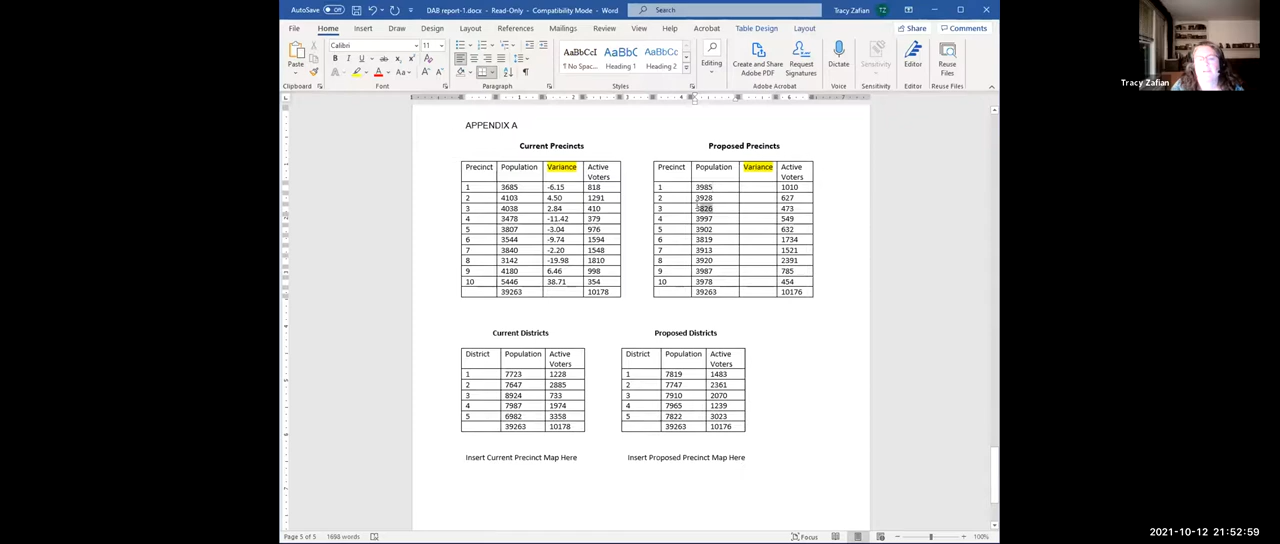 AutoSave Off DAB report-1.docx - Read-Only - Compatibility Mode - Word Search Tracy Zafian TZ
File Home Insert Draw Design Layout References Mailings Review View Help Acrobat Table Design Layout Share Comments
Paste Calibri 11 AaBbCcI AaBbC AaBbCc Editing Create and Share Request Dictate Sensitivity Editor Reuse
¶ No Spac... Heading 1 Heading 2 Adobe PDF Signatures Files
Clipboard Font Paragraph Styles Adobe Acrobat Voice Sensitivity Editor Reuse Files
Tracy Zafian
APPENDIX A
Current Precincts Proposed Precincts
Precinct Population Variance Active Voters
1 3685 -6.15 818
2 4103 4.50 1291
3 4038 2.84 410
4 3478 -11.42 379
5 3807 -3.04 976
6 3544 -9.74 1594
7 3840 -2.20 1548
8 3142 -19.98 1810
9 4180 6.46 998
10 5446 38.71 354
39263 10178
Precinct Population Variance Active Voters
1 3985 1010
2 3928 627
3 3826 473
4 3997 549
5 3902 632
6 3819 1734
7 3913 1521
8 3920 2391
9 3987 785
10 3978 454
39263 10176
Current Districts Proposed Districts
District Population Active Voters
1 7723 1228
2 7647 2885
3 8924 733
4 7987 1974
5 6982 3358
39263 10178
District Population Active Voters
1 7819 1483
2 7747 2361
3 7910 2070
4 7965 1239
5 7822 3023
39263 10176
Insert Current Precinct Map Here Insert Proposed Precinct Map Here
Page 5 of 5 1698 words Focus 100%
2021-10-12 21:52:59